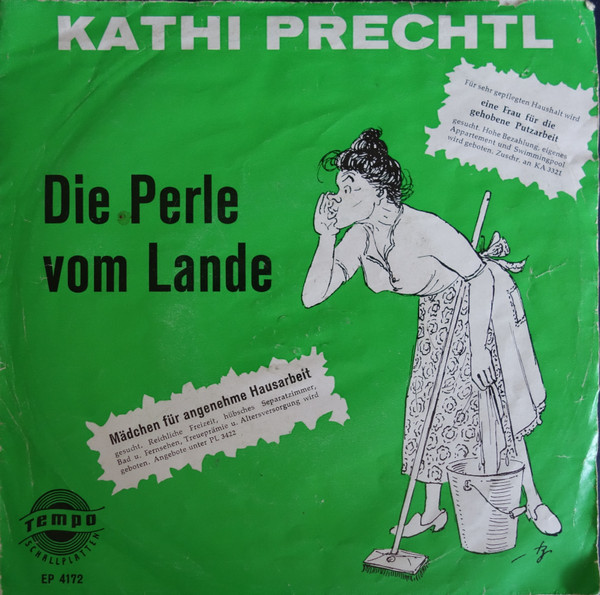 KATHI PRECHTL
Für sehr gepflegten Haushalt wird
eine Frau für die
gehobene Putzarbeit
gesucht. Hohe Bezahlung, eigenes
Appartement und Swimmingpool
wird geboten. Zuschr. an KA 3321
Die Perle
vom Lande
Mädchen für angenehme Hausarbeit
gesucht. Reichliche Freizeit, hübsches Separatzimmer,
Bad u. Fernsehen, Treueprämie u. Altersversorgung wird
geboten. Angebote unter PL 3422
Tempo
SCHALLPLATTEN
EP 4172